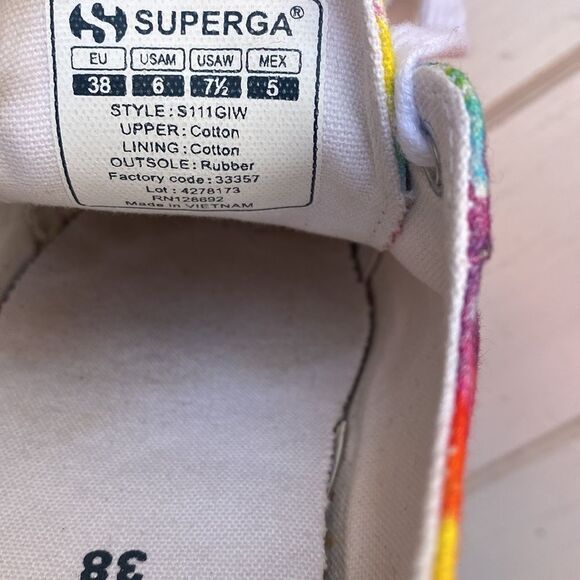 SUPERGA®
EU USAM USAW MEX
38 6 7½ 5
STYLE: S111GIW
UPPER: Cotton
LINING: Cotton
OUTSOLE: Rubber
Factory code: 33357
Lot: 4278173
RN128692
Made in VIETNAM
38